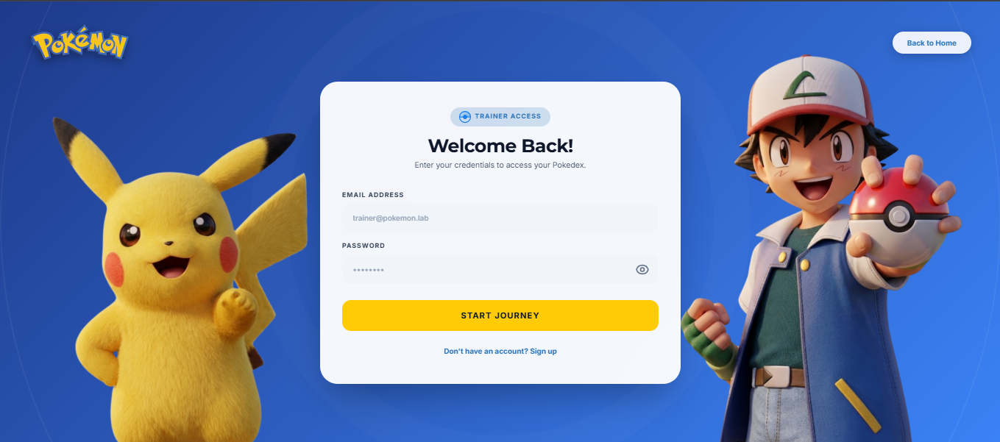 POKéMON
Back to Home
TRAINER ACCESS
Welcome Back!
Enter your credentials to access your Pokedex.
EMAIL ADDRESS
trainer@pokemon.lab
PASSWORD
••••••••
START JOURNEY
Don't have an account? Sign up